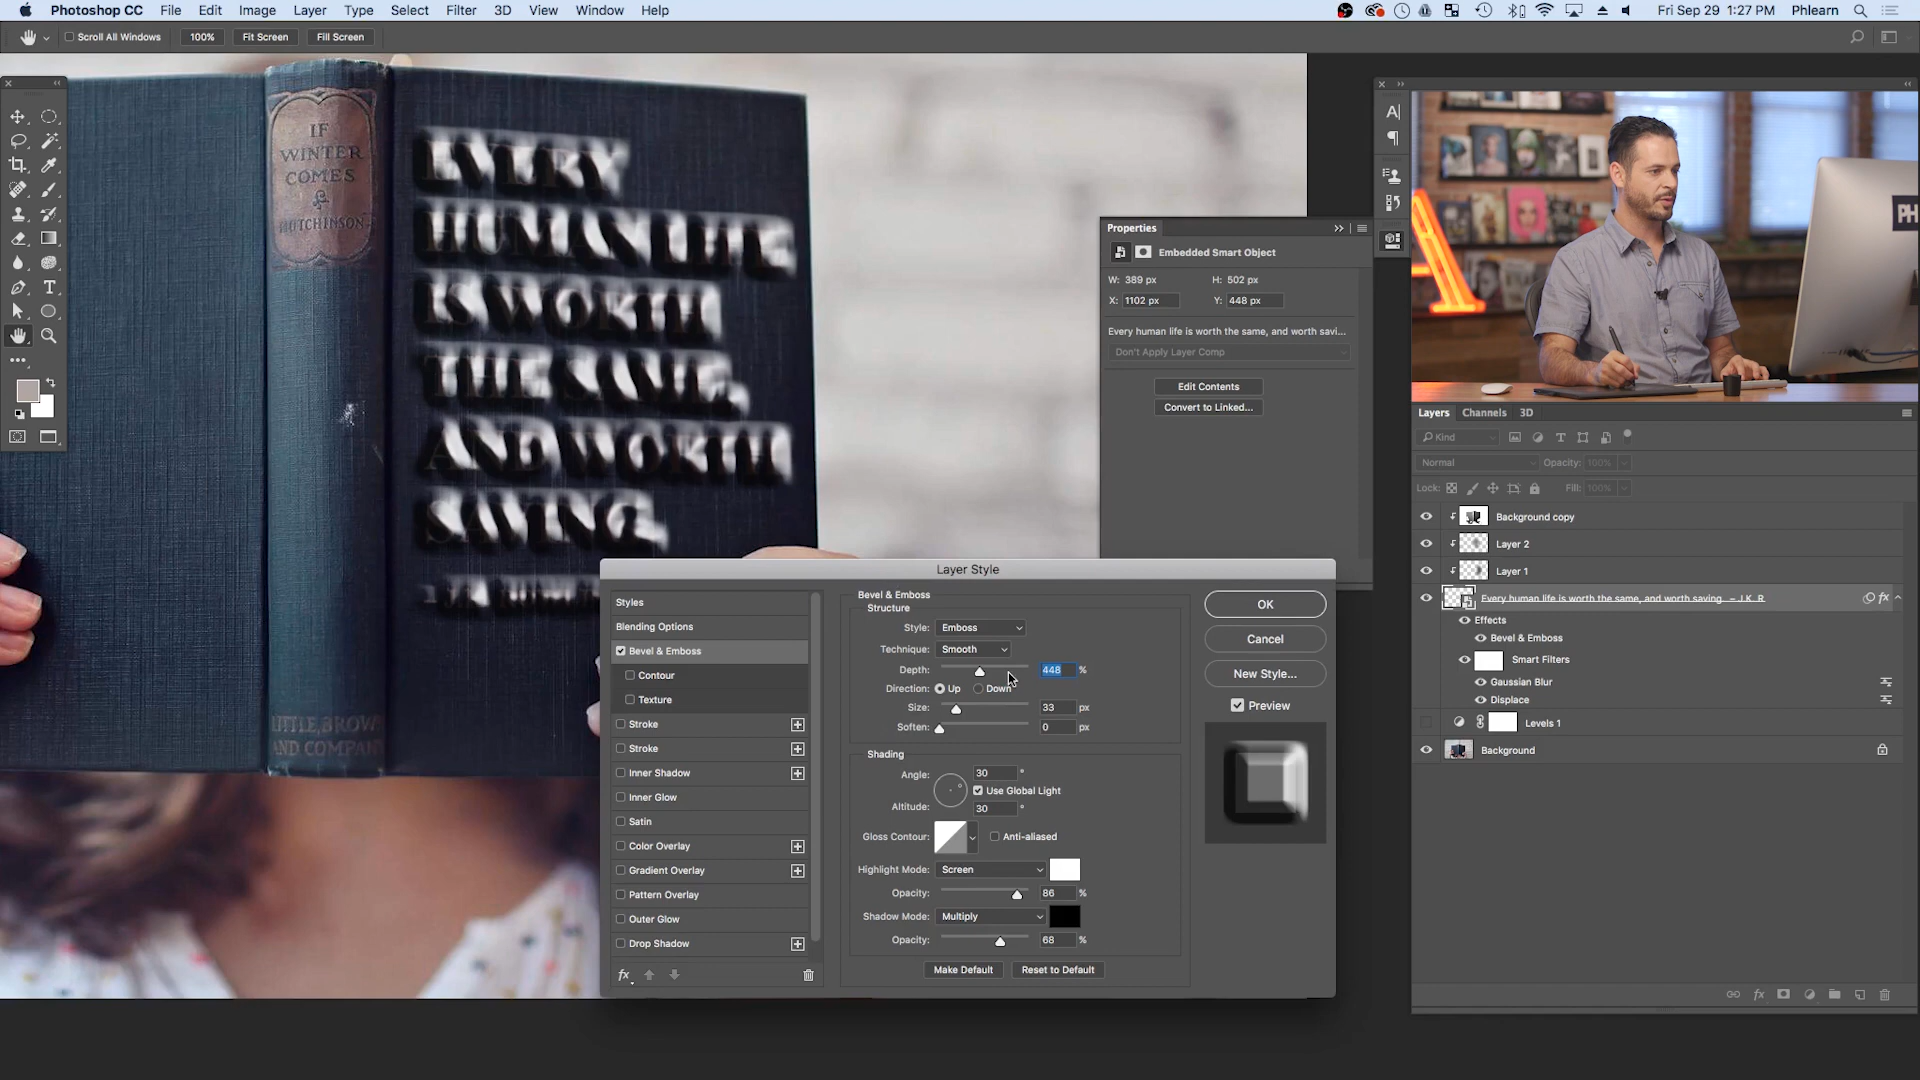 Photoshop CC File Edit Image Layer Type Select Filter 3D View Window Help
Fri Sep 29 1:27 PM Phlearn
Scroll All Windows 100% Fit Screen Fill Screen
IF
WINTER
COMES
HUTCHINSON
LITTLE, BROWN
AND COMPANY
EVERY
HUMAN LIFE
IS WORTH
THE SAME,
AND WORTH
SAVING.
Properties
Embedded Smart Object
W: 389 px H: 502 px
X: 1102 px Y: 448 px
Every human life is worth the same, and worth savi...
Don't Apply Layer Comp
Edit Contents
Convert to Linked...
PH
Layers Channels 3D
Kind
Normal Opacity: 100%
Lock: Fill: 100%
Background copy
Layer 2
Layer 1
Every human life is worth the same, and worth saving. – J.K. R
fx
Effects
Bevel & Emboss
Smart Filters
Gaussian Blur
Displace
Levels 1
Background
fx
Layer Style
Styles
Blending Options
Bevel & Emboss
Contour
Texture
Stroke
Stroke
Inner Shadow
Inner Glow
Satin
Color Overlay
Gradient Overlay
Pattern Overlay
Outer Glow
Drop Shadow
fx
Bevel & Emboss
Structure
Style: Emboss
Technique: Smooth
Depth: 448 %
Direction: Up Down
Size: 33 px
Soften: 0 px
Shading
Angle: 30 °
Use Global Light
Altitude: 30 °
Gloss Contour: Anti-aliased
Highlight Mode: Screen
Opacity: 86 %
Shadow Mode: Multiply
Opacity: 68 %
Make Default Reset to Default
OK
Cancel
New Style...
Preview